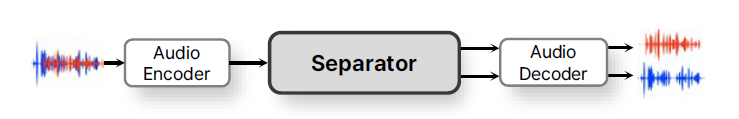 Audio
Encoder
Separator
Audio
Decoder